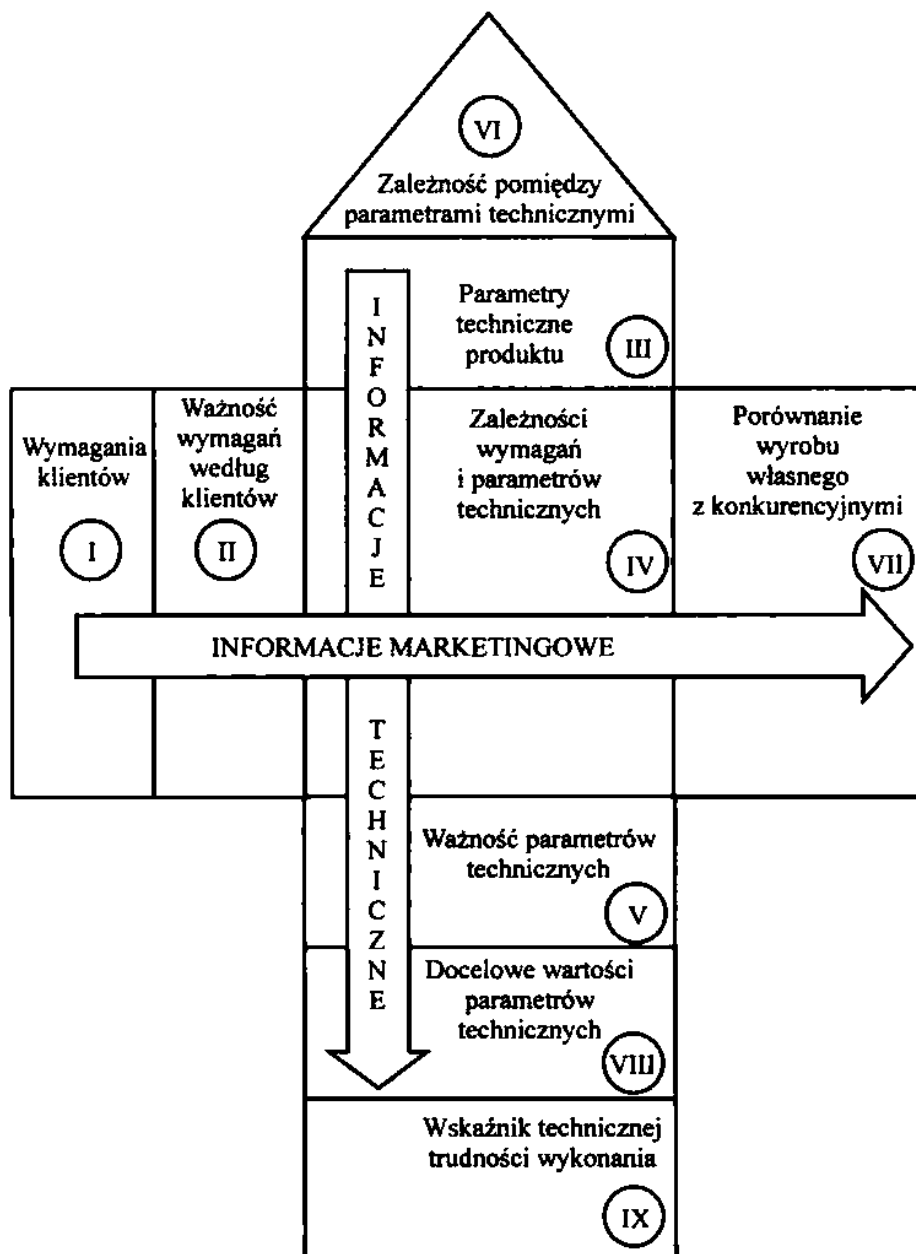 VI
Zależność pomiędzy
parametrami technicznymi
Parametry
techniczne
produktu
III
Wymagania
klientów
I
Ważność
wymagań
według
klientów
II
Zależności
wymagań
i parametrów
technicznych
IV
Porównanie
wyrobu
własnego
z konkurencyjnymi
VII
INFORMACJE
INFORMACJE MARKETINGOWE
TECHNICZNE
Ważność parametrów
technicznych
V
Docelowe wartości
parametrów
technicznych
VIII
Wskaźnik technicznej
trudności wykonania
IX